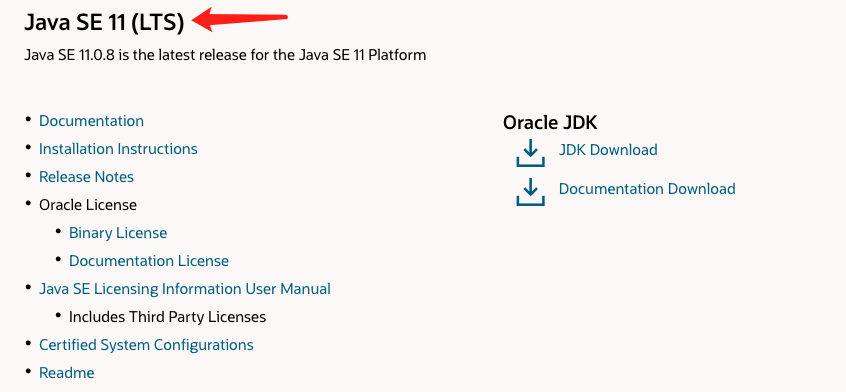 Java SE 11 (LTS)
Java SE 11.0.8 is the latest release for the Java SE 11 Platform
Documentation
Installation Instructions
Release Notes
Oracle License
Binary License
Documentation License
Java SE Licensing Information User Manual
Includes Third Party Licenses
Certified System Configurations
Readme
Oracle JDK
JDK Download
Documentation Download